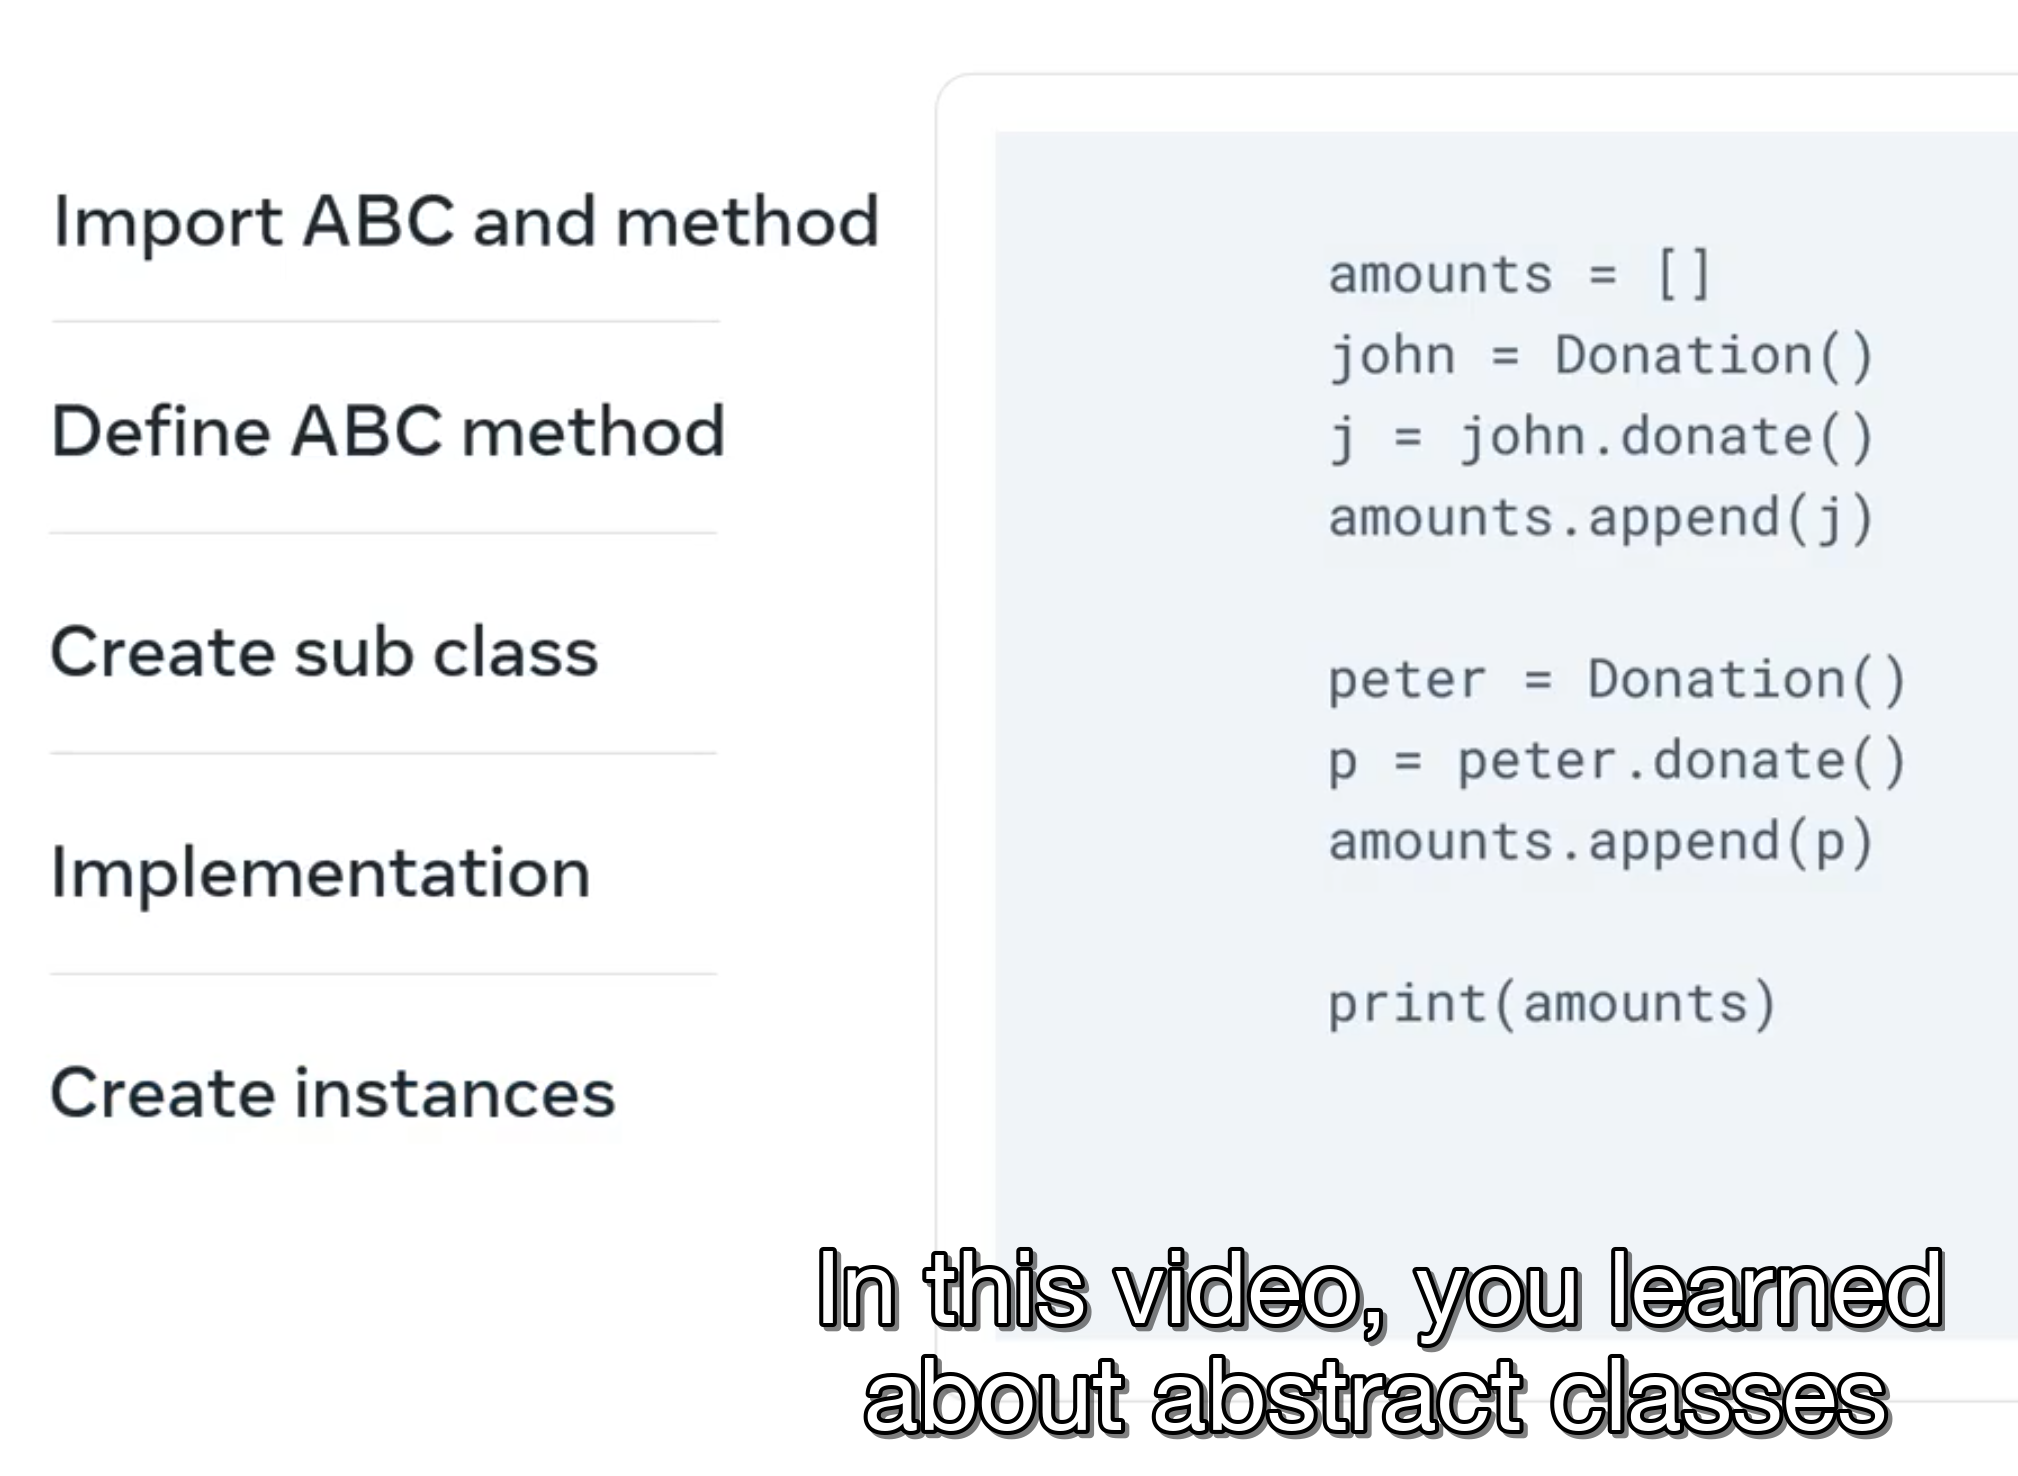 Import ABC and method
Define ABC method
Create sub class
Implementation
Create instances
amounts = []
john = Donation()
j = john.donate()
amounts.append(j)
peter = Donation()
p = peter.donate()
amounts.append(p)
print(amounts)
In this video, you learned
about abstract classes